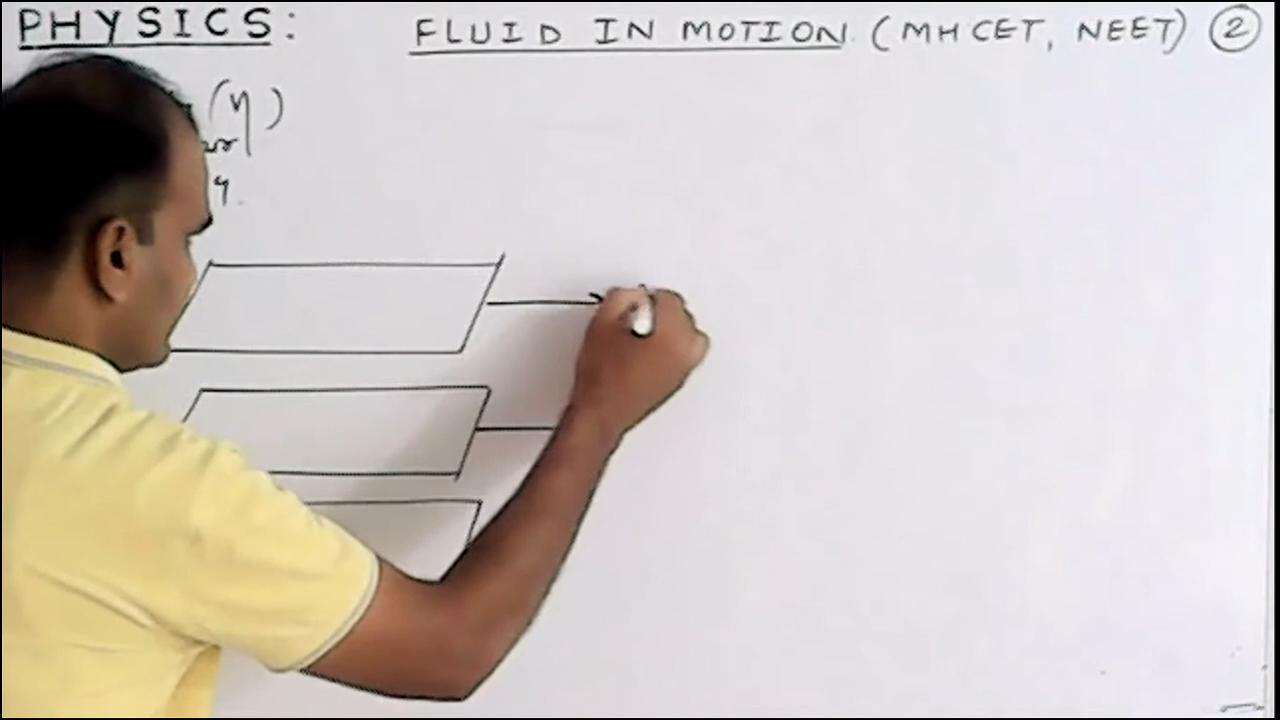 PHYSICS: FLUID IN MOTION (MHCET, NEET) 2
(η)